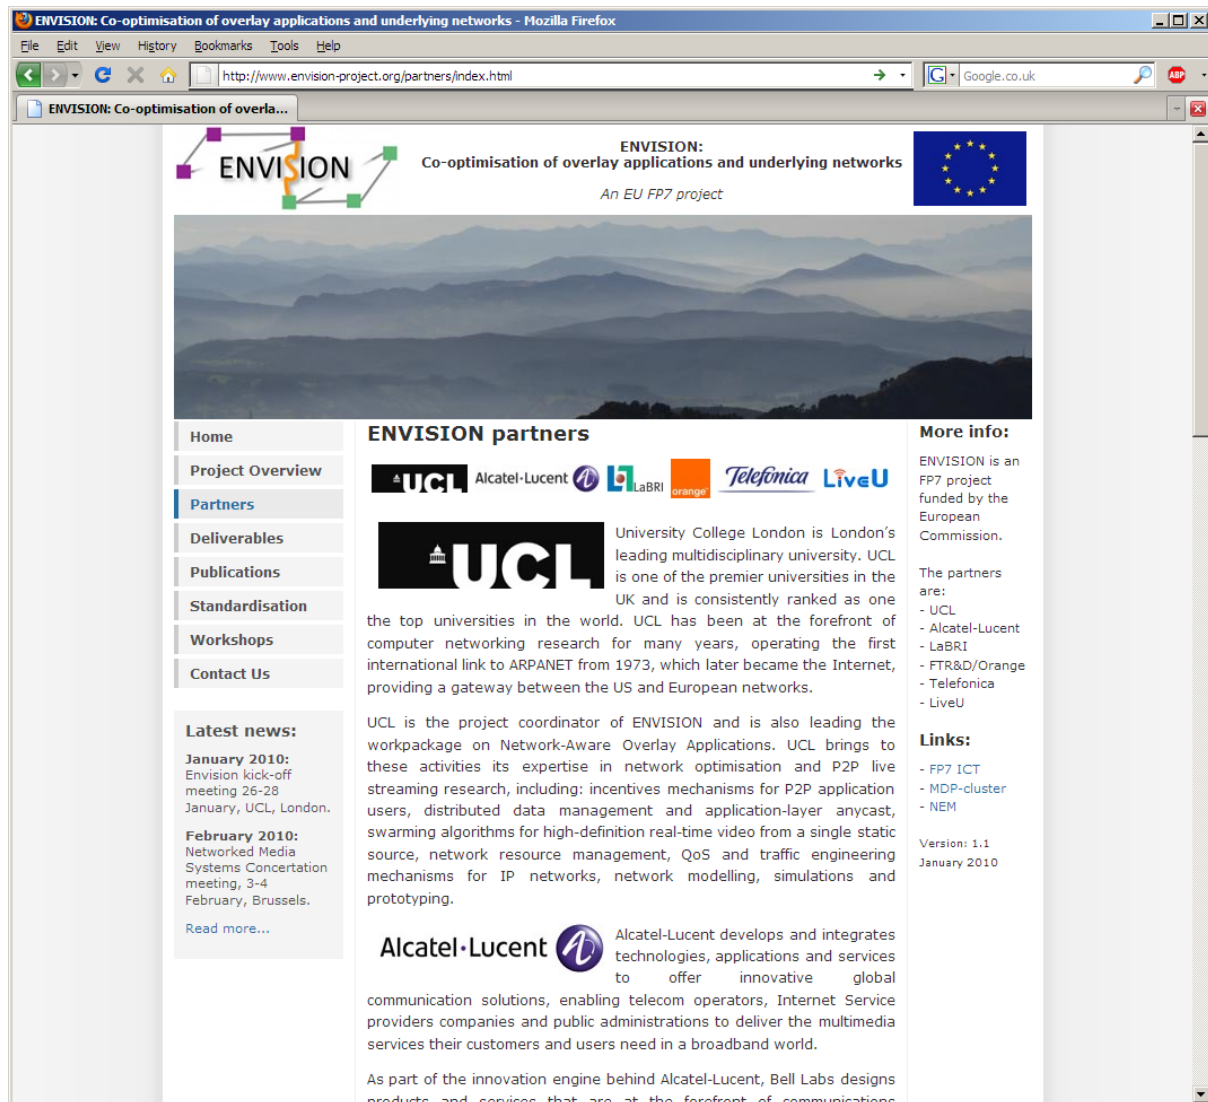 ENVISION: Co-optimisation of overlay applications and underlying networks - Mozilla Firefox
File Edit View History Bookmarks Tools Help
http://www.envision-project.org/partners/index.html
G Google.co.uk
ABP
ENVISION: Co-optimisation of overla...
ENVISION
ENVISION:
Co-optimisation of overlay applications and underlying networks
An EU FP7 project
Home
Project Overview
Partners
Deliverables
Publications
Standardisation
Workshops
Contact Us
Latest news:
January 2010:
Envision kick-off
meeting 26-28
January, UCL, London.
February 2010:
Networked Media
Systems Concertation
meeting, 3-4
February, Brussels.
Read more...
ENVISION partners
UCL Alcatel·Lucent LaBRI orange Telefónica LiveU
UCL
University College London is London's
leading multidisciplinary university. UCL
is one of the premier universities in the
UK and is consistently ranked as one
the top universities in the world. UCL has been at the forefront of
computer networking research for many years, operating the first
international link to ARPANET from 1973, which later became the Internet,
providing a gateway between the US and European networks.
UCL is the project coordinator of ENVISION and is also leading the
workpackage on Network-Aware Overlay Applications. UCL brings to
these activities its expertise in network optimisation and P2P live
streaming research, including: incentives mechanisms for P2P application
users, distributed data management and application-layer anycast,
swarming algorithms for high-definition real-time video from a single static
source, network resource management, QoS and traffic engineering
mechanisms for IP networks, network modelling, simulations and
prototyping.
Alcatel·Lucent
Alcatel-Lucent develops and integrates
technologies, applications and services
to offer innovative global
communication solutions, enabling telecom operators, Internet Service
providers companies and public administrations to deliver the multimedia
services their customers and users need in a broadband world.
As part of the innovation engine behind Alcatel-Lucent, Bell Labs designs
products and services that are at the forefront of communications
More info:
ENVISION is an
FP7 project
funded by the
European
Commission.
The partners
are:
- UCL
- Alcatel-Lucent
- LaBRI
- FTR&D/Orange
- Telefonica
- LiveU
Links:
- FP7 ICT
- MDP-cluster
- NEM
Version: 1.1
January 2010